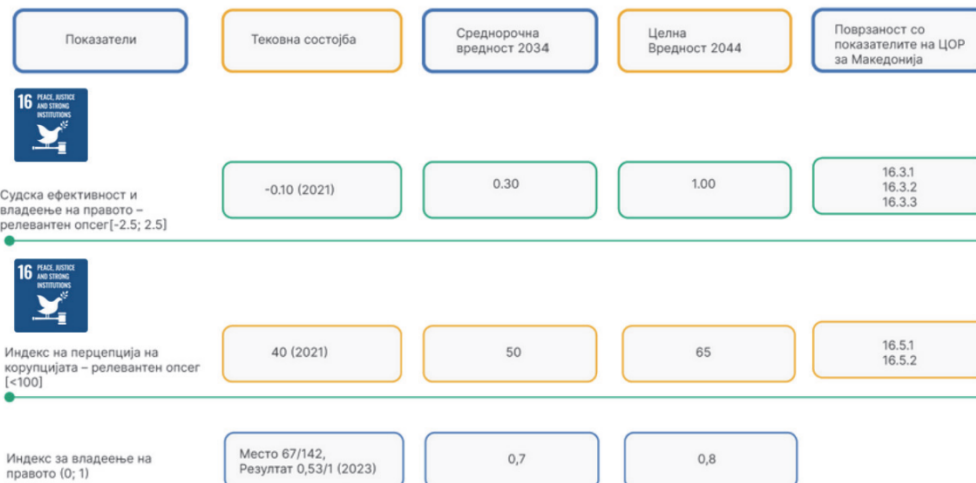 Показатели
Тековна состојба
Среднорочна
вредност 2034
Целна
Вредност 2044
Поврзаност со
показателите на ЦОР
за Македонија
16 PEACE, JUSTICE
AND STRONG
INSTITUTIONS
Судска ефективност и
владеење на правото –
релевантен опсег[-2.5; 2.5]
-0.10 (2021)
0.30
1.00
16.3.1
16.3.2
16.3.3
16 PEACE, JUSTICE
AND STRONG
INSTITUTIONS
Индекс на перцепција на
корупцијата – релевантен опсег
[<100]
40 (2021)
50
65
16.5.1
16.5.2
Индекс за владеење на
правото (0; 1)
Место 67/142,
Резултат 0,53/1 (2023)
0,7
0,8